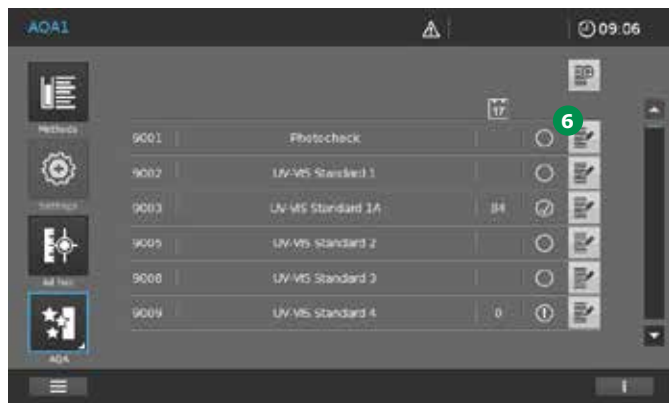 AQA1 09:06
17
6
Methods
9001 Photocheck
9002 UV-VIS Standard 1
Settings
9003 UV-VIS Standard 1A 84
9005 UV-VIS Standard 2
9008 UV-VIS Standard 3
9009 UV-VIS Standard 4 0
AQA
i